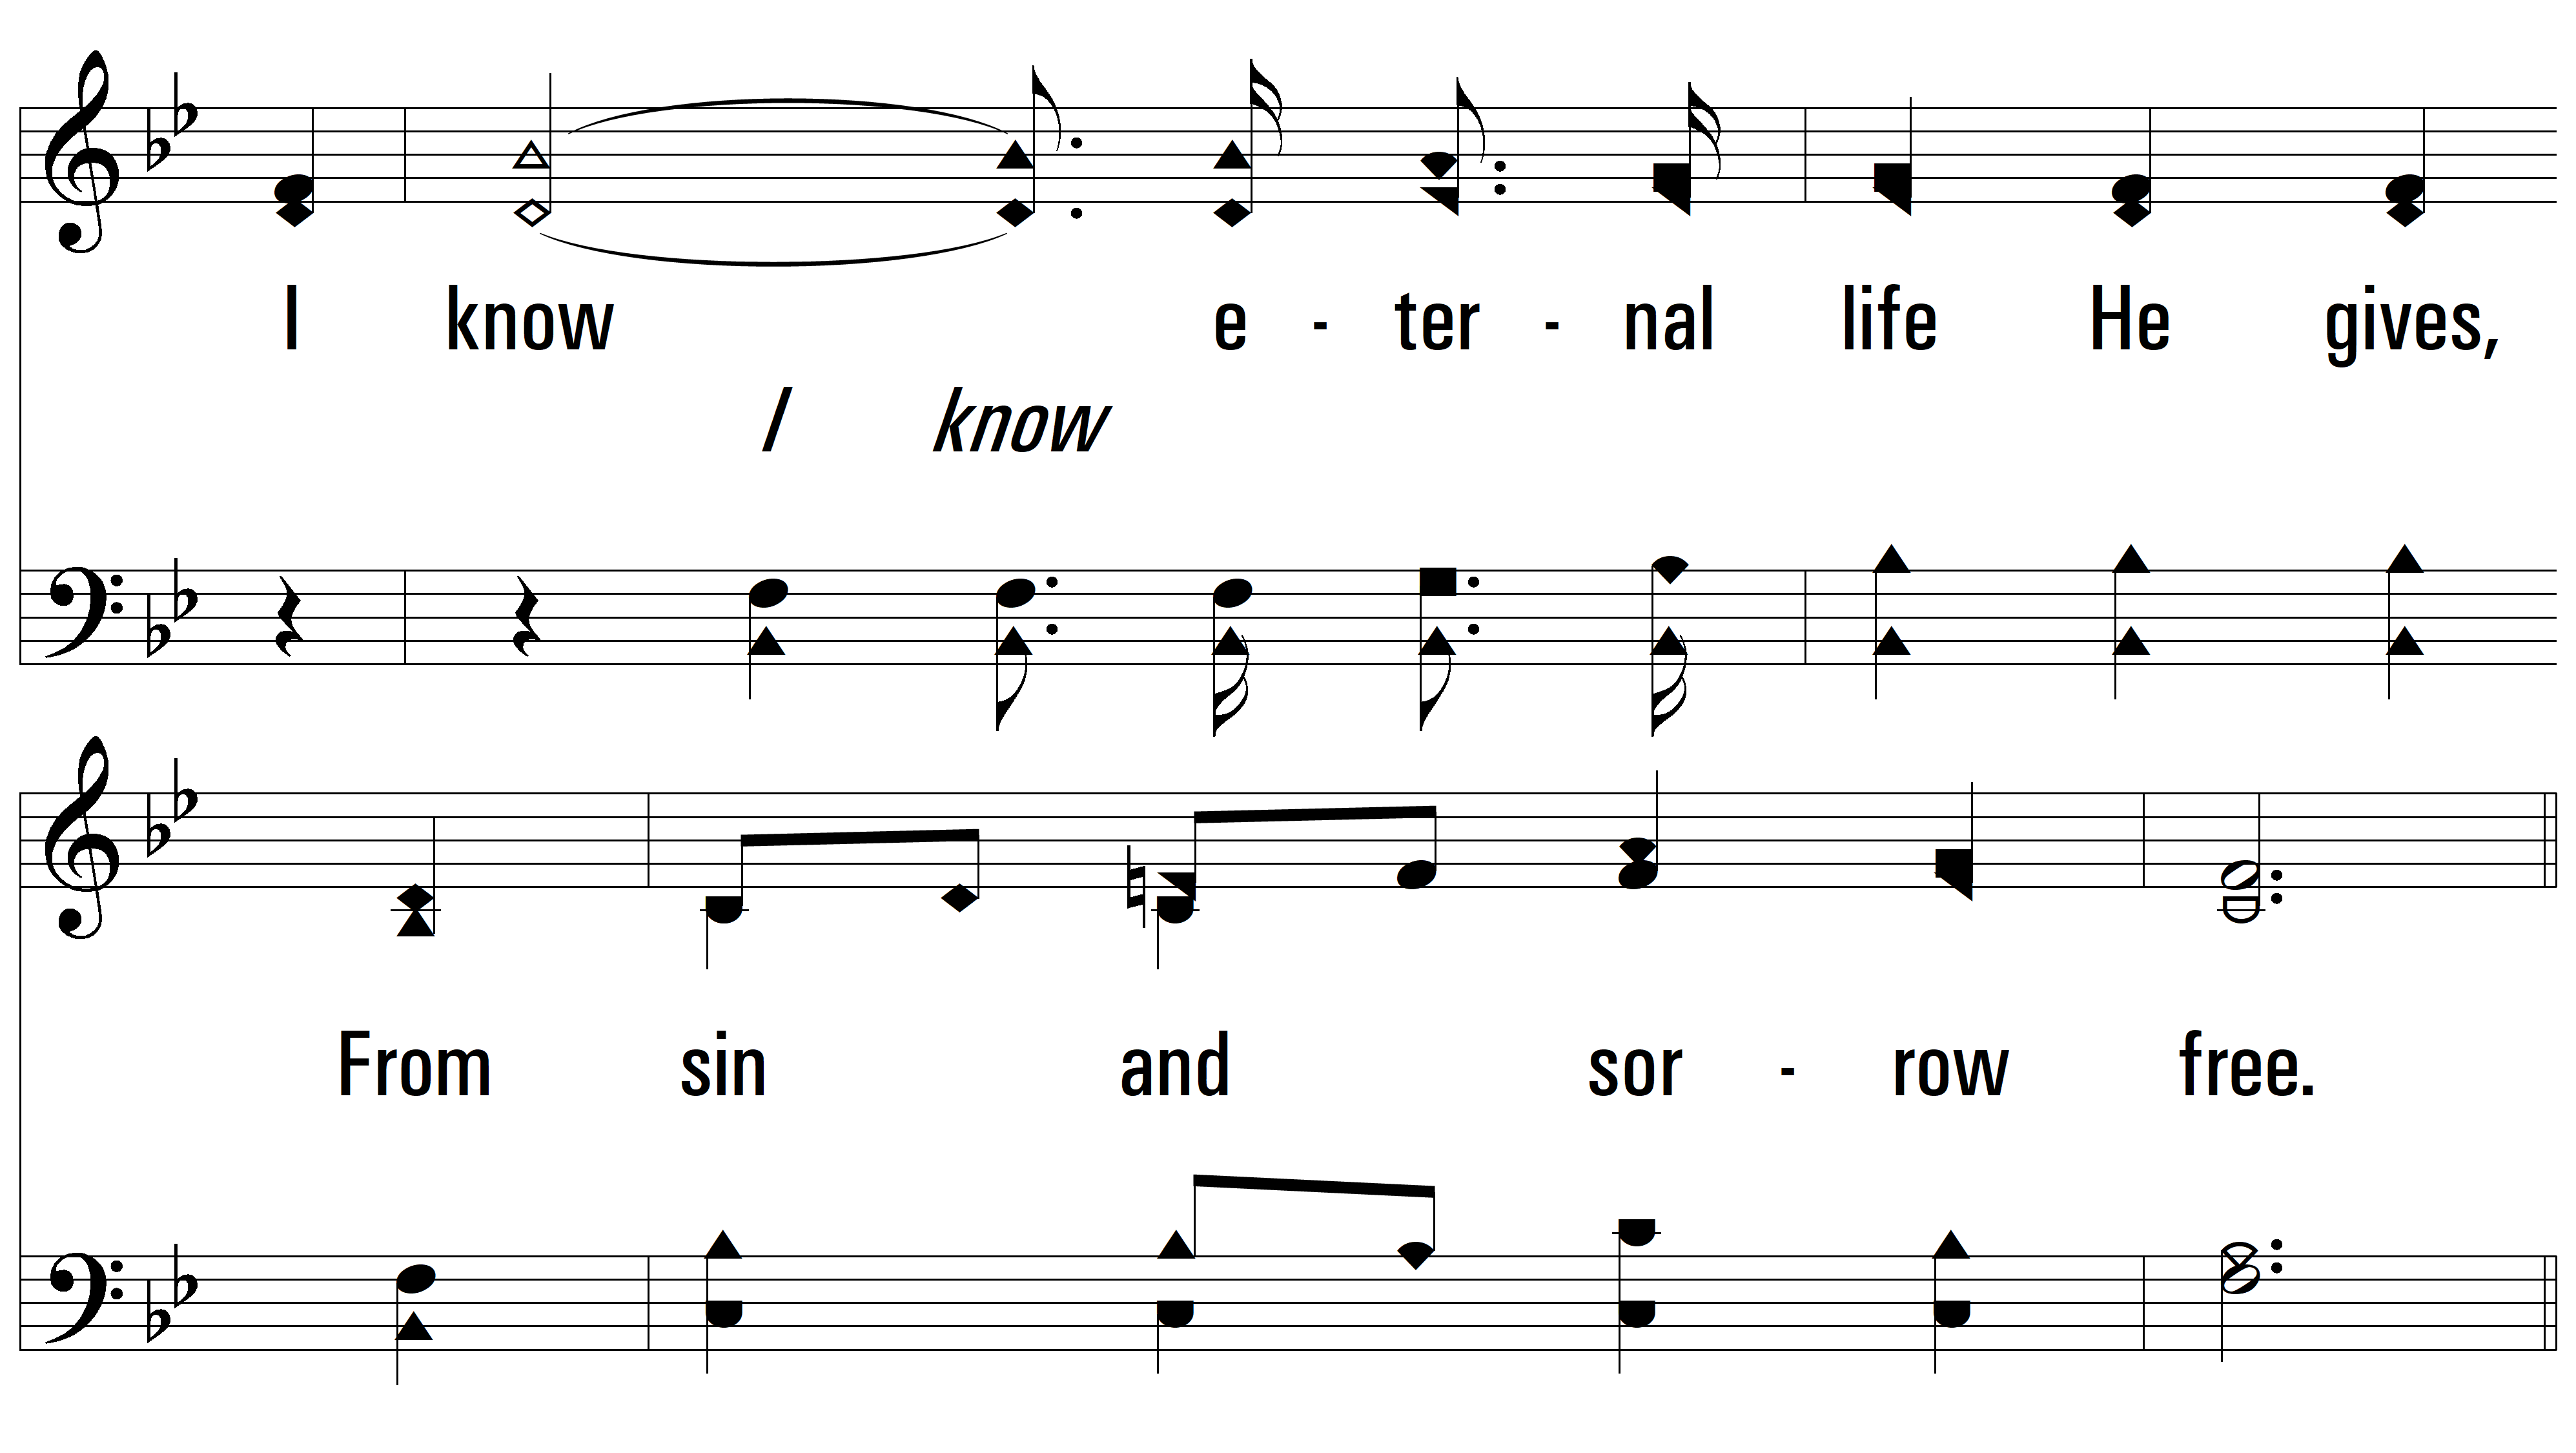 I know e - ter - nal life He gives,
I know
From sin and sor - row free.